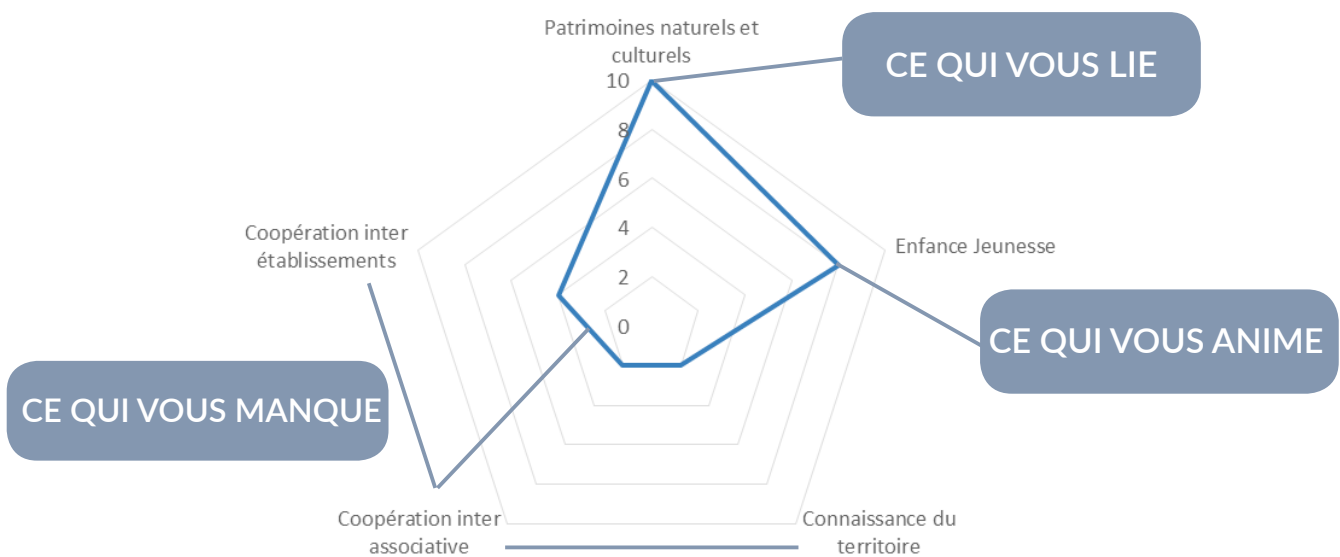 Patrimoines naturels et
culturels
CE QUI VOUS LIE
10
8
6
4
2
0
Coopération inter
établissements
Enfance Jeunesse
CE QUI VOUS ANIME
CE QUI VOUS MANQUE
Coopération inter
associative
Connaissance du
territoire